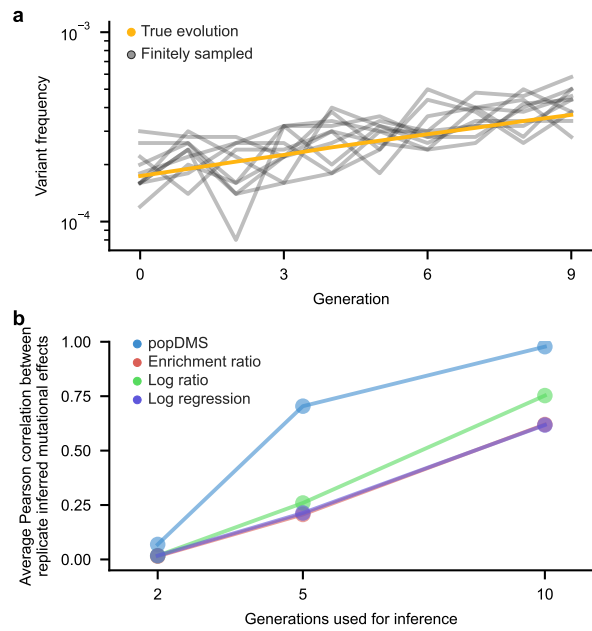 a
10⁻³
True evolution
Finitely sampled
Variant frequency
10⁻⁴
0 3 6 9
Generation
b
Average Pearson correlation between
replicate inferred mutational effects
1.00
0.75
0.50
0.25
0.00
popDMS
Enrichment ratio
Log ratio
Log regression
2 5 10
Generations used for inference